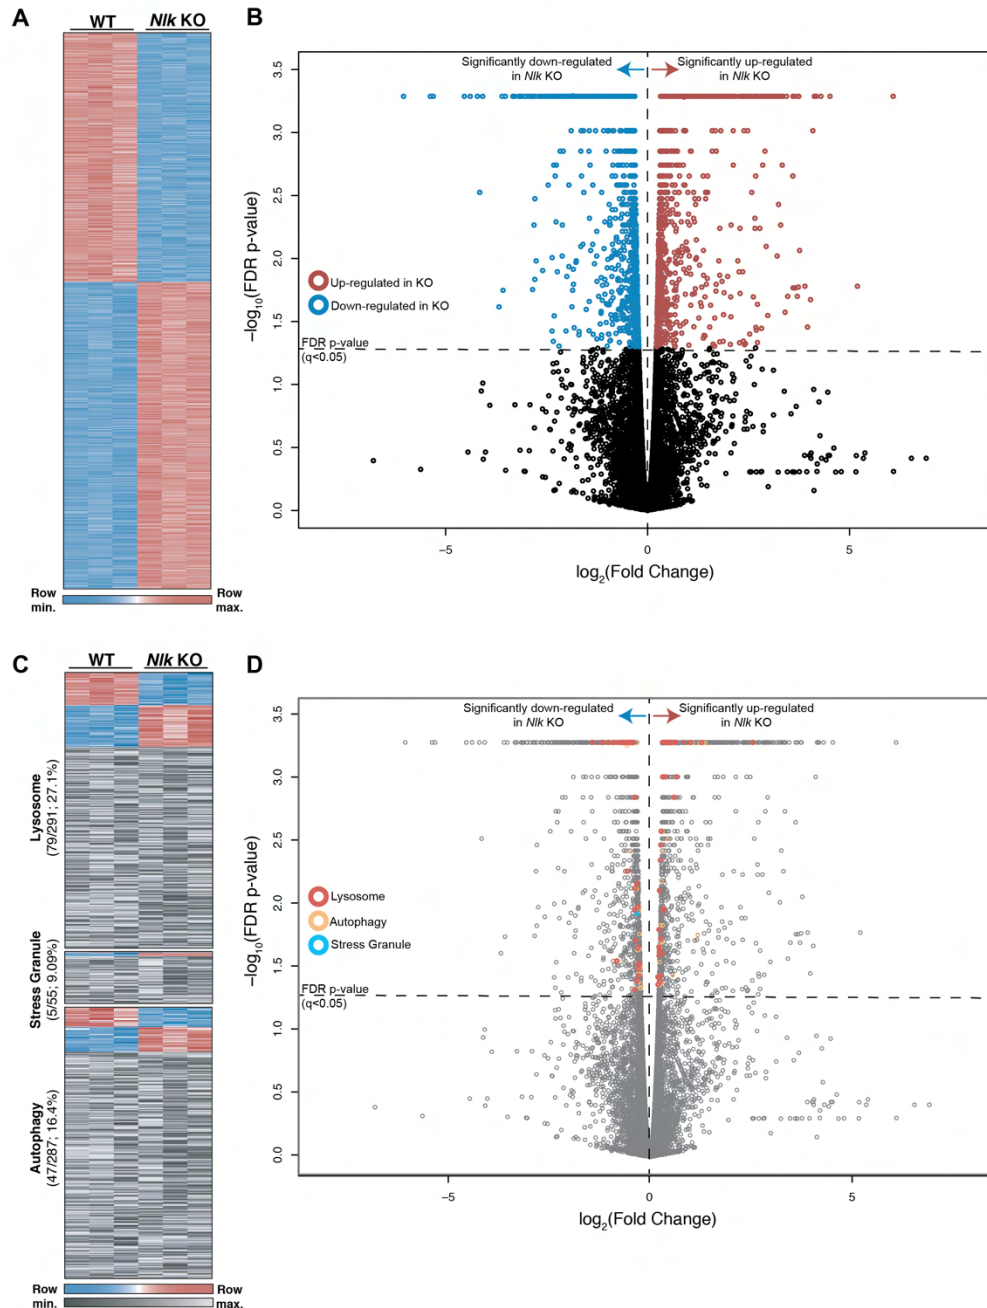 A
WT
Nlk KO
Row
min.
Row
max.
B
Significantly down-regulated
in Nlk KO
Significantly up-regulated
in Nlk KO
3.5
3.0
2.5
2.0
1.5
1.0
0.5
0.0
−log10(FDR p-value)
Up-regulated in KO
Down-regulated in KO
FDR p-value
(q<0.05)
−5
0
5
log2(Fold Change)
C
WT
Nlk KO
Lysosome
(79/291; 27.1%)
Stress Granule
(5/55; 9.09%)
Autophagy
(47/287; 16.4%)
Row
min.
Row
max.
D
Significantly down-regulated
in Nlk KO
Significantly up-regulated
in Nlk KO
3.5
3.0
2.5
2.0
1.5
1.0
0.5
0.0
−log10(FDR p-value)
Lysosome
Autophagy
Stress Granule
FDR p-value
(q<0.05)
−5
0
5
log2(Fold Change)